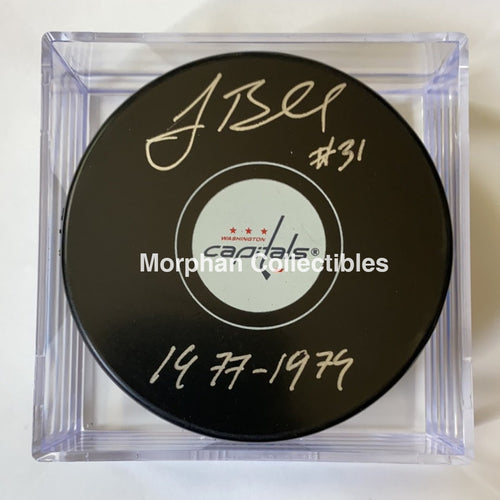 #31
WASHINGTON
capitals®
Morphan Collectibles
1977-1979